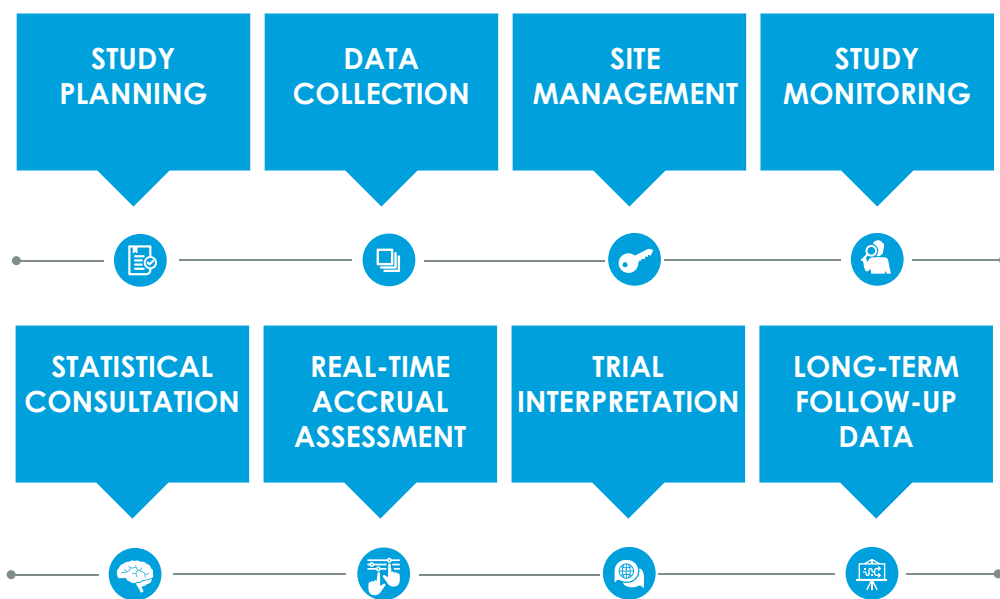 STUDY
PLANNING
DATA
COLLECTION
SITE
MANAGEMENT
STUDY
MONITORING
STATISTICAL
CONSULTATION
REAL-TIME
ACCRUAL
ASSESSMENT
TRIAL
INTERPRETATION
LONG-TERM
FOLLOW-UP
DATA